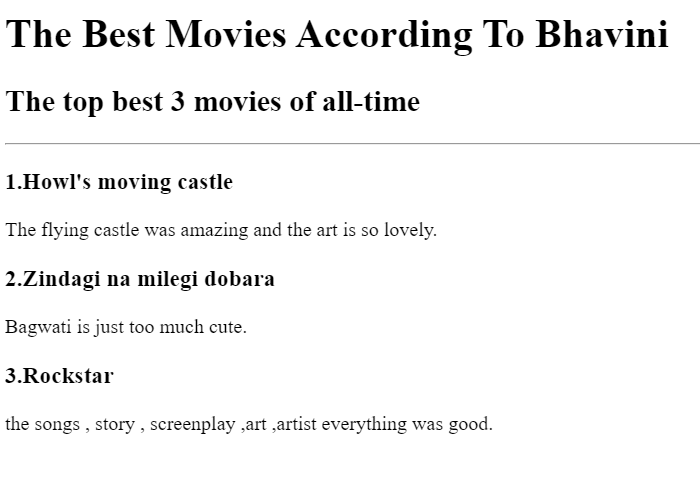 The Best Movies According To Bhavini
The top best 3 movies of all-time
1.Howl's moving castle
The flying castle was amazing and the art is so lovely.
2.Zindagi na milegi dobara
Bagwati is just too much cute.
3.Rockstar
the songs , story , screenplay ,art ,artist everything was good.